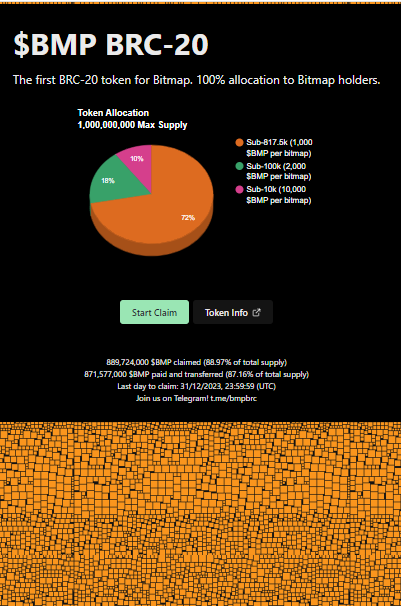 $BMP BRC-20
The first BRC-20 token for Bitmap. 100% allocation to Bitmap holders.
Token Allocation
1,000,000,000 Max Supply
10%
18%
72%
Sub-817.5k (1,000
$BMP per bitmap)
Sub-100k (2,000
$BMP per bitmap)
Sub-10k (10,000
$BMP per bitmap)
Start Claim
Token Info
889,724,000 $BMP claimed (88.97% of total supply)
871,577,000 $BMP paid and transferred (87.16% of total supply)
Last day to claim: 31/12/2023, 23:59:59 (UTC)
Join us on Telegram! t.me/bmpbrc